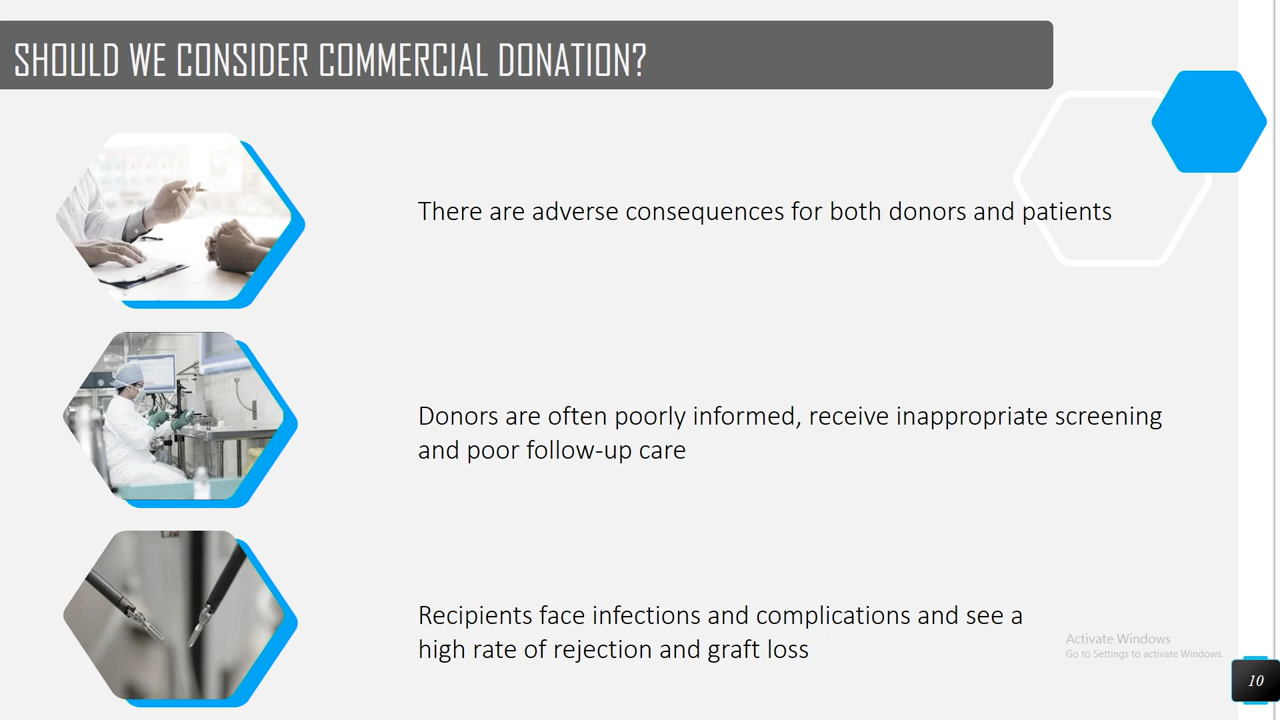 SHOULD WE CONSIDER COMMERCIAL DONATION?
There are adverse consequences for both donors and patients
Donors are often poorly informed, receive inappropriate screening
and poor follow-up care
Recipients face infections and complications and see a
high rate of rejection and graft loss
Activate Windows
Go to Settings to activate Windows.
10